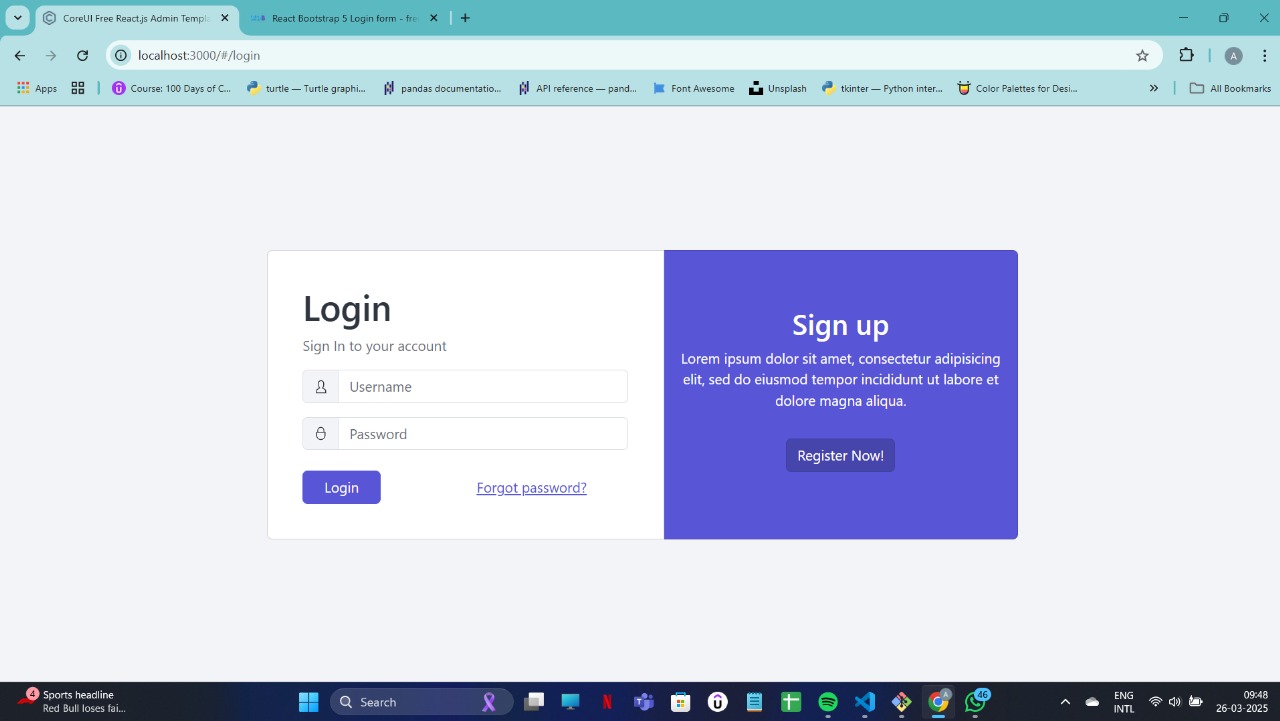 CoreUI Free React.js Admin Templa
React Bootstrap 5 Login form - fre
localhost:3000/#/login
A
Apps
Course: 100 Days of C...
turtle — Turtle graphi...
pandas documentatio...
API reference — pand...
Font Awesome
Unsplash
tkinter — Python inter...
Color Palettes for Desi...
All Bookmarks
Login
Sign In to your account
Username
Password
Login
Forgot password?
Sign up
Lorem ipsum dolor sit amet, consectetur adipisicing
elit, sed do eiusmod tempor incididunt ut labore et
dolore magna aliqua.
Register Now!
4
Sports headline
Red Bull loses fai...
Search
A
46
ENG
INTL
09:48
26-03-2025